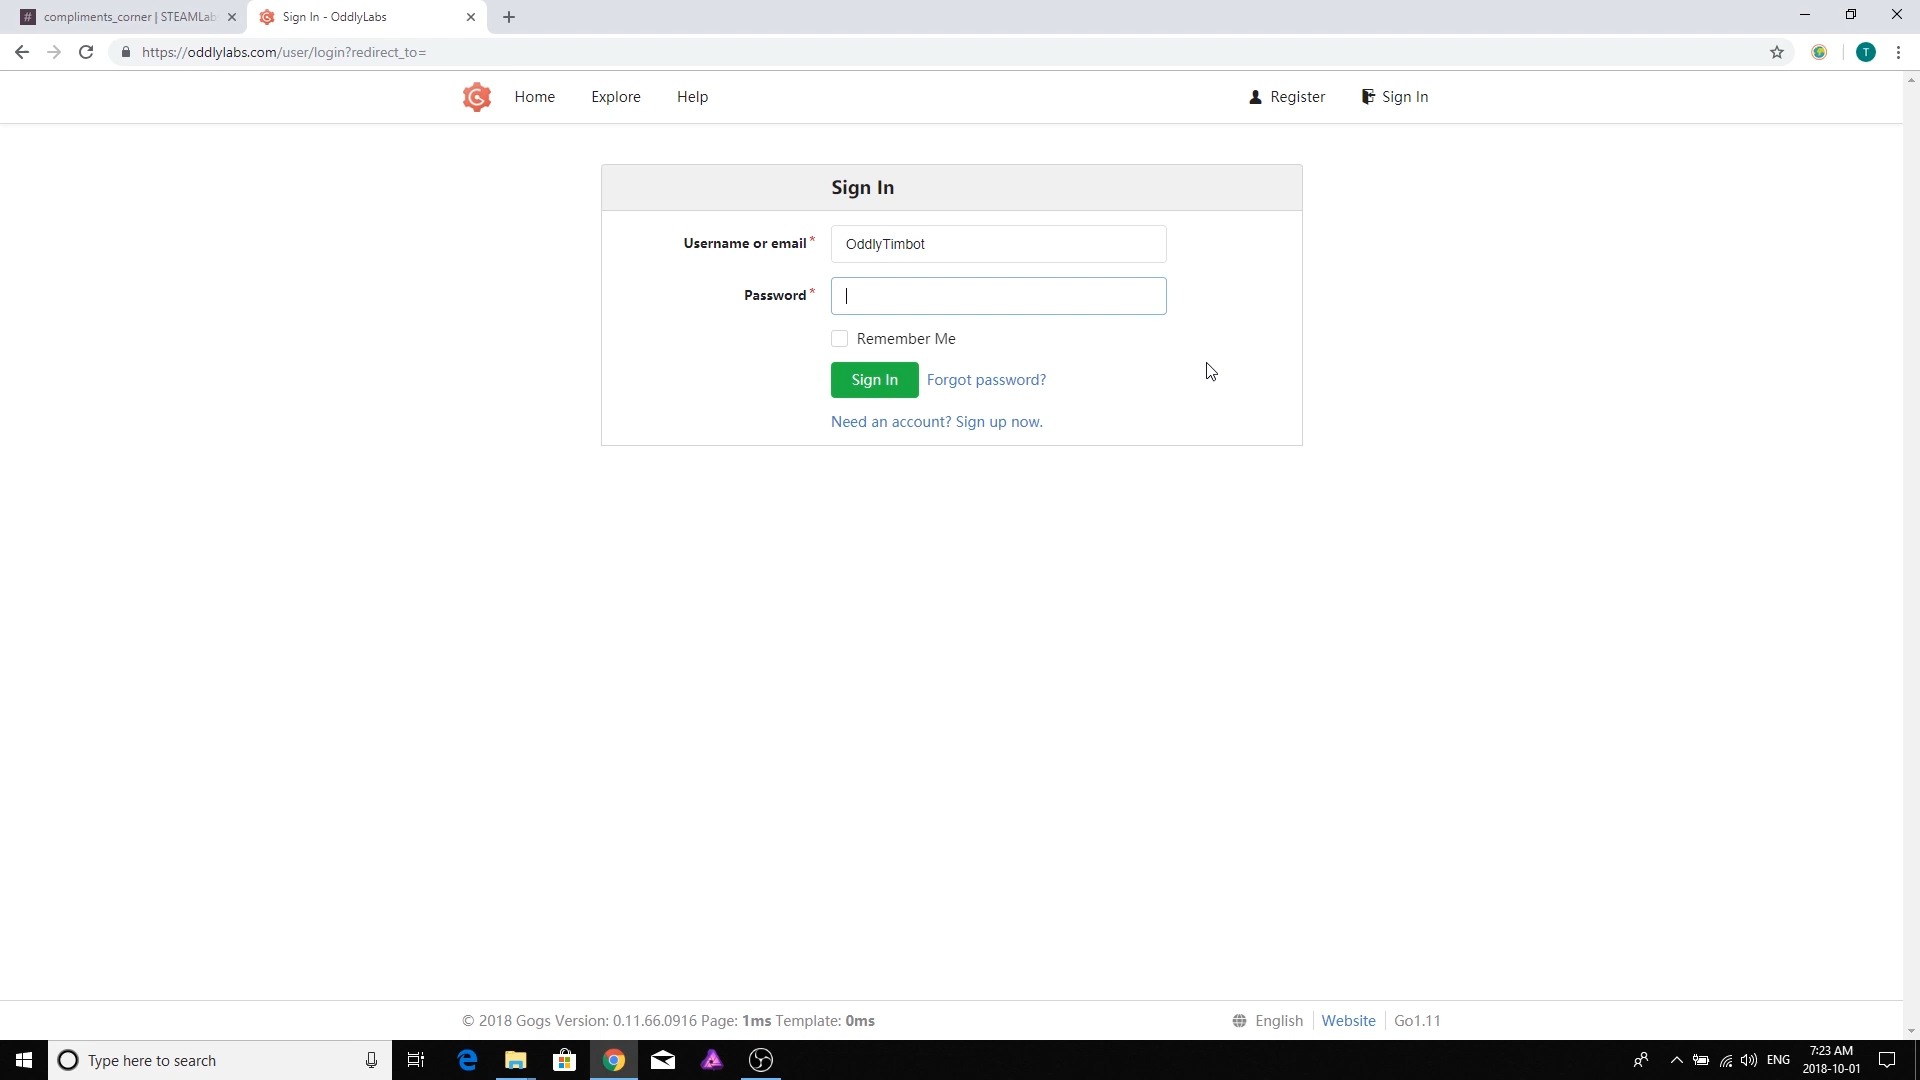 compliments_corner | STEAMLab
Sign In - OddlyLabs
https://oddlylabs.com/user/login?redirect_to=
T
Home
Explore
Help
Register
Sign In
Sign In
Username or email *
OddlyTimbot
Password *
Remember Me
Sign In
Forgot password?
Need an account? Sign up now.
© 2018 Gogs Version: 0.11.66.0916 Page: 1ms Template: 0ms
English
Website
Go1.11
Type here to search
ENG
7:23 AM
2018-10-01